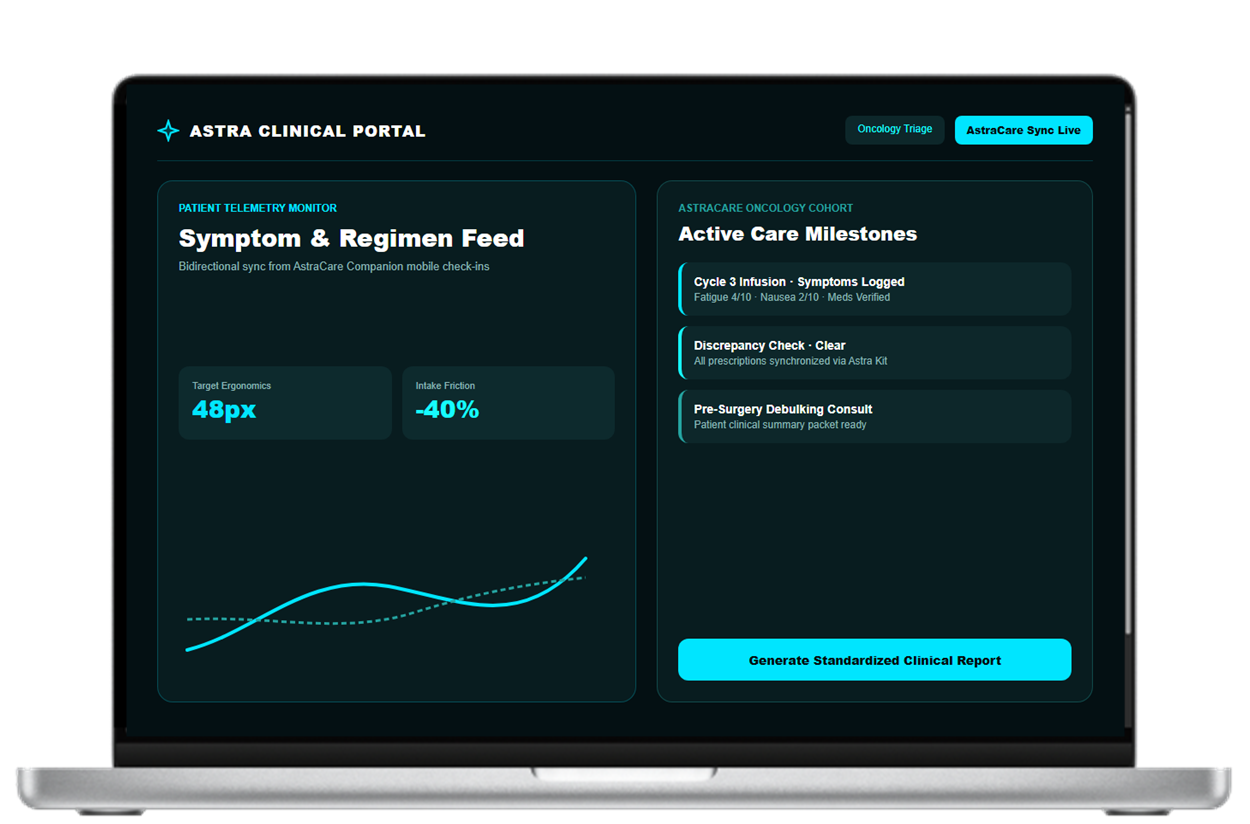 ASTRA CLINICAL PORTAL
Oncology Triage
AstraCare Sync Live
PATIENT TELEMETRY MONITOR
Symptom & Regimen Feed
Bidirectional sync from AstraCare Companion mobile check-ins
Target Ergonomics
48px
Intake Friction
-40%
ASTRACARE ONCOLOGY COHORT
Active Care Milestones
Cycle 3 Infusion · Symptoms Logged
Fatigue 4/10 · Nausea 2/10 · Meds Verified
Discrepancy Check · Clear
All prescriptions synchronized via Astra Kit
Pre-Surgery Debulking Consult
Patient clinical summary packet ready
Generate Standardized Clinical Report